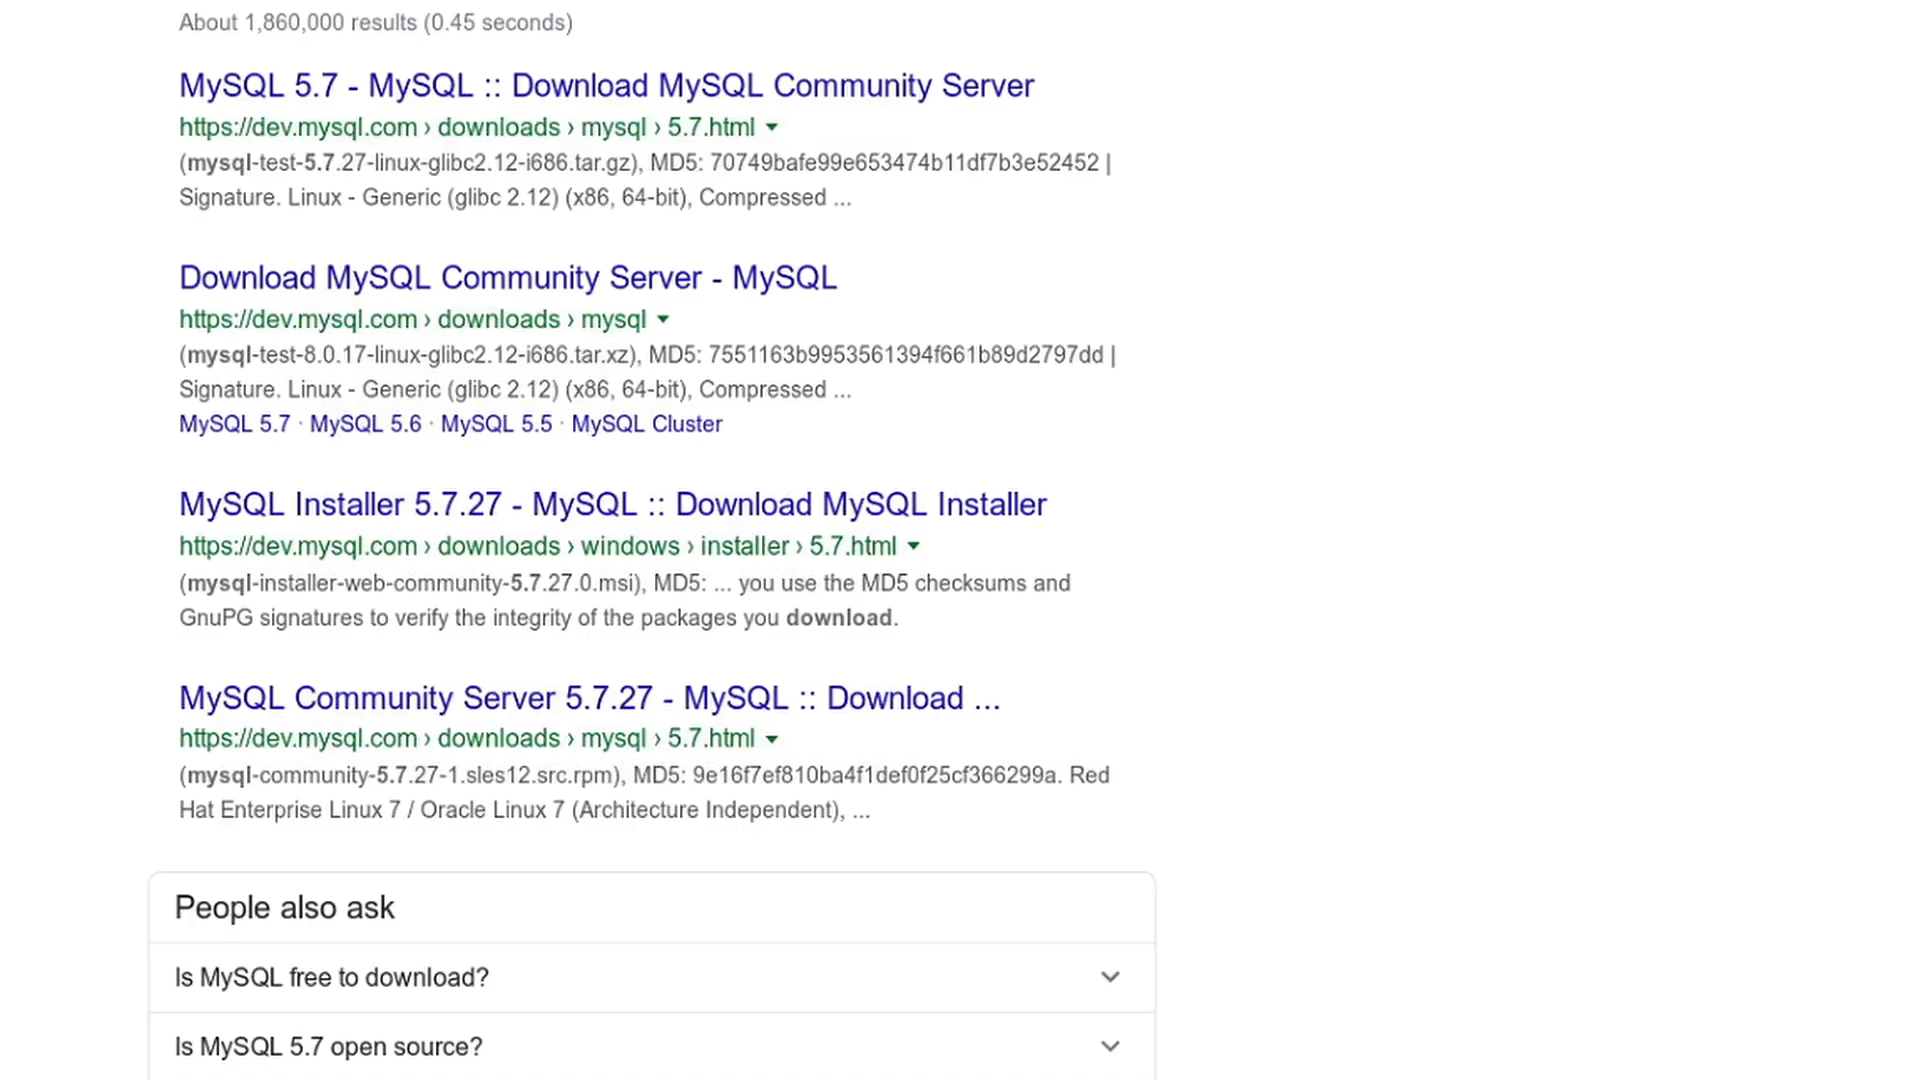 About 1,860,000 results (0.45 seconds)
MySQL 5.7 - MySQL :: Download MySQL Community Server
https://dev.mysql.com › downloads › mysql › 5.7.html
(mysql-test-5.7.27-linux-glibc2.12-i686.tar.gz), MD5: 70749bafe99e653474b11df7b3e52452 |
Signature. Linux - Generic (glibc 2.12) (x86, 64-bit), Compressed ...
Download MySQL Community Server - MySQL
https://dev.mysql.com › downloads › mysql
(mysql-test-8.0.17-linux-glibc2.12-i686.tar.xz), MD5: 7551163b9953561394f661b89d2797dd |
Signature. Linux - Generic (glibc 2.12) (x86, 64-bit), Compressed ...
MySQL 5.7 · MySQL 5.6 · MySQL 5.5 · MySQL Cluster
MySQL Installer 5.7.27 - MySQL :: Download MySQL Installer
https://dev.mysql.com › downloads › windows › installer › 5.7.html
(mysql-installer-web-community-5.7.27.0.msi), MD5: ... you use the MD5 checksums and
GnuPG signatures to verify the integrity of the packages you download.
MySQL Community Server 5.7.27 - MySQL :: Download ...
https://dev.mysql.com › downloads › mysql › 5.7.html
(mysql-community-5.7.27-1.sles12.src.rpm), MD5: 9e16f7ef810ba4f1def0f25cf366299a. Red
Hat Enterprise Linux 7 / Oracle Linux 7 (Architecture Independent), ...
People also ask
Is MySQL free to download?
Is MySQL 5.7 open source?